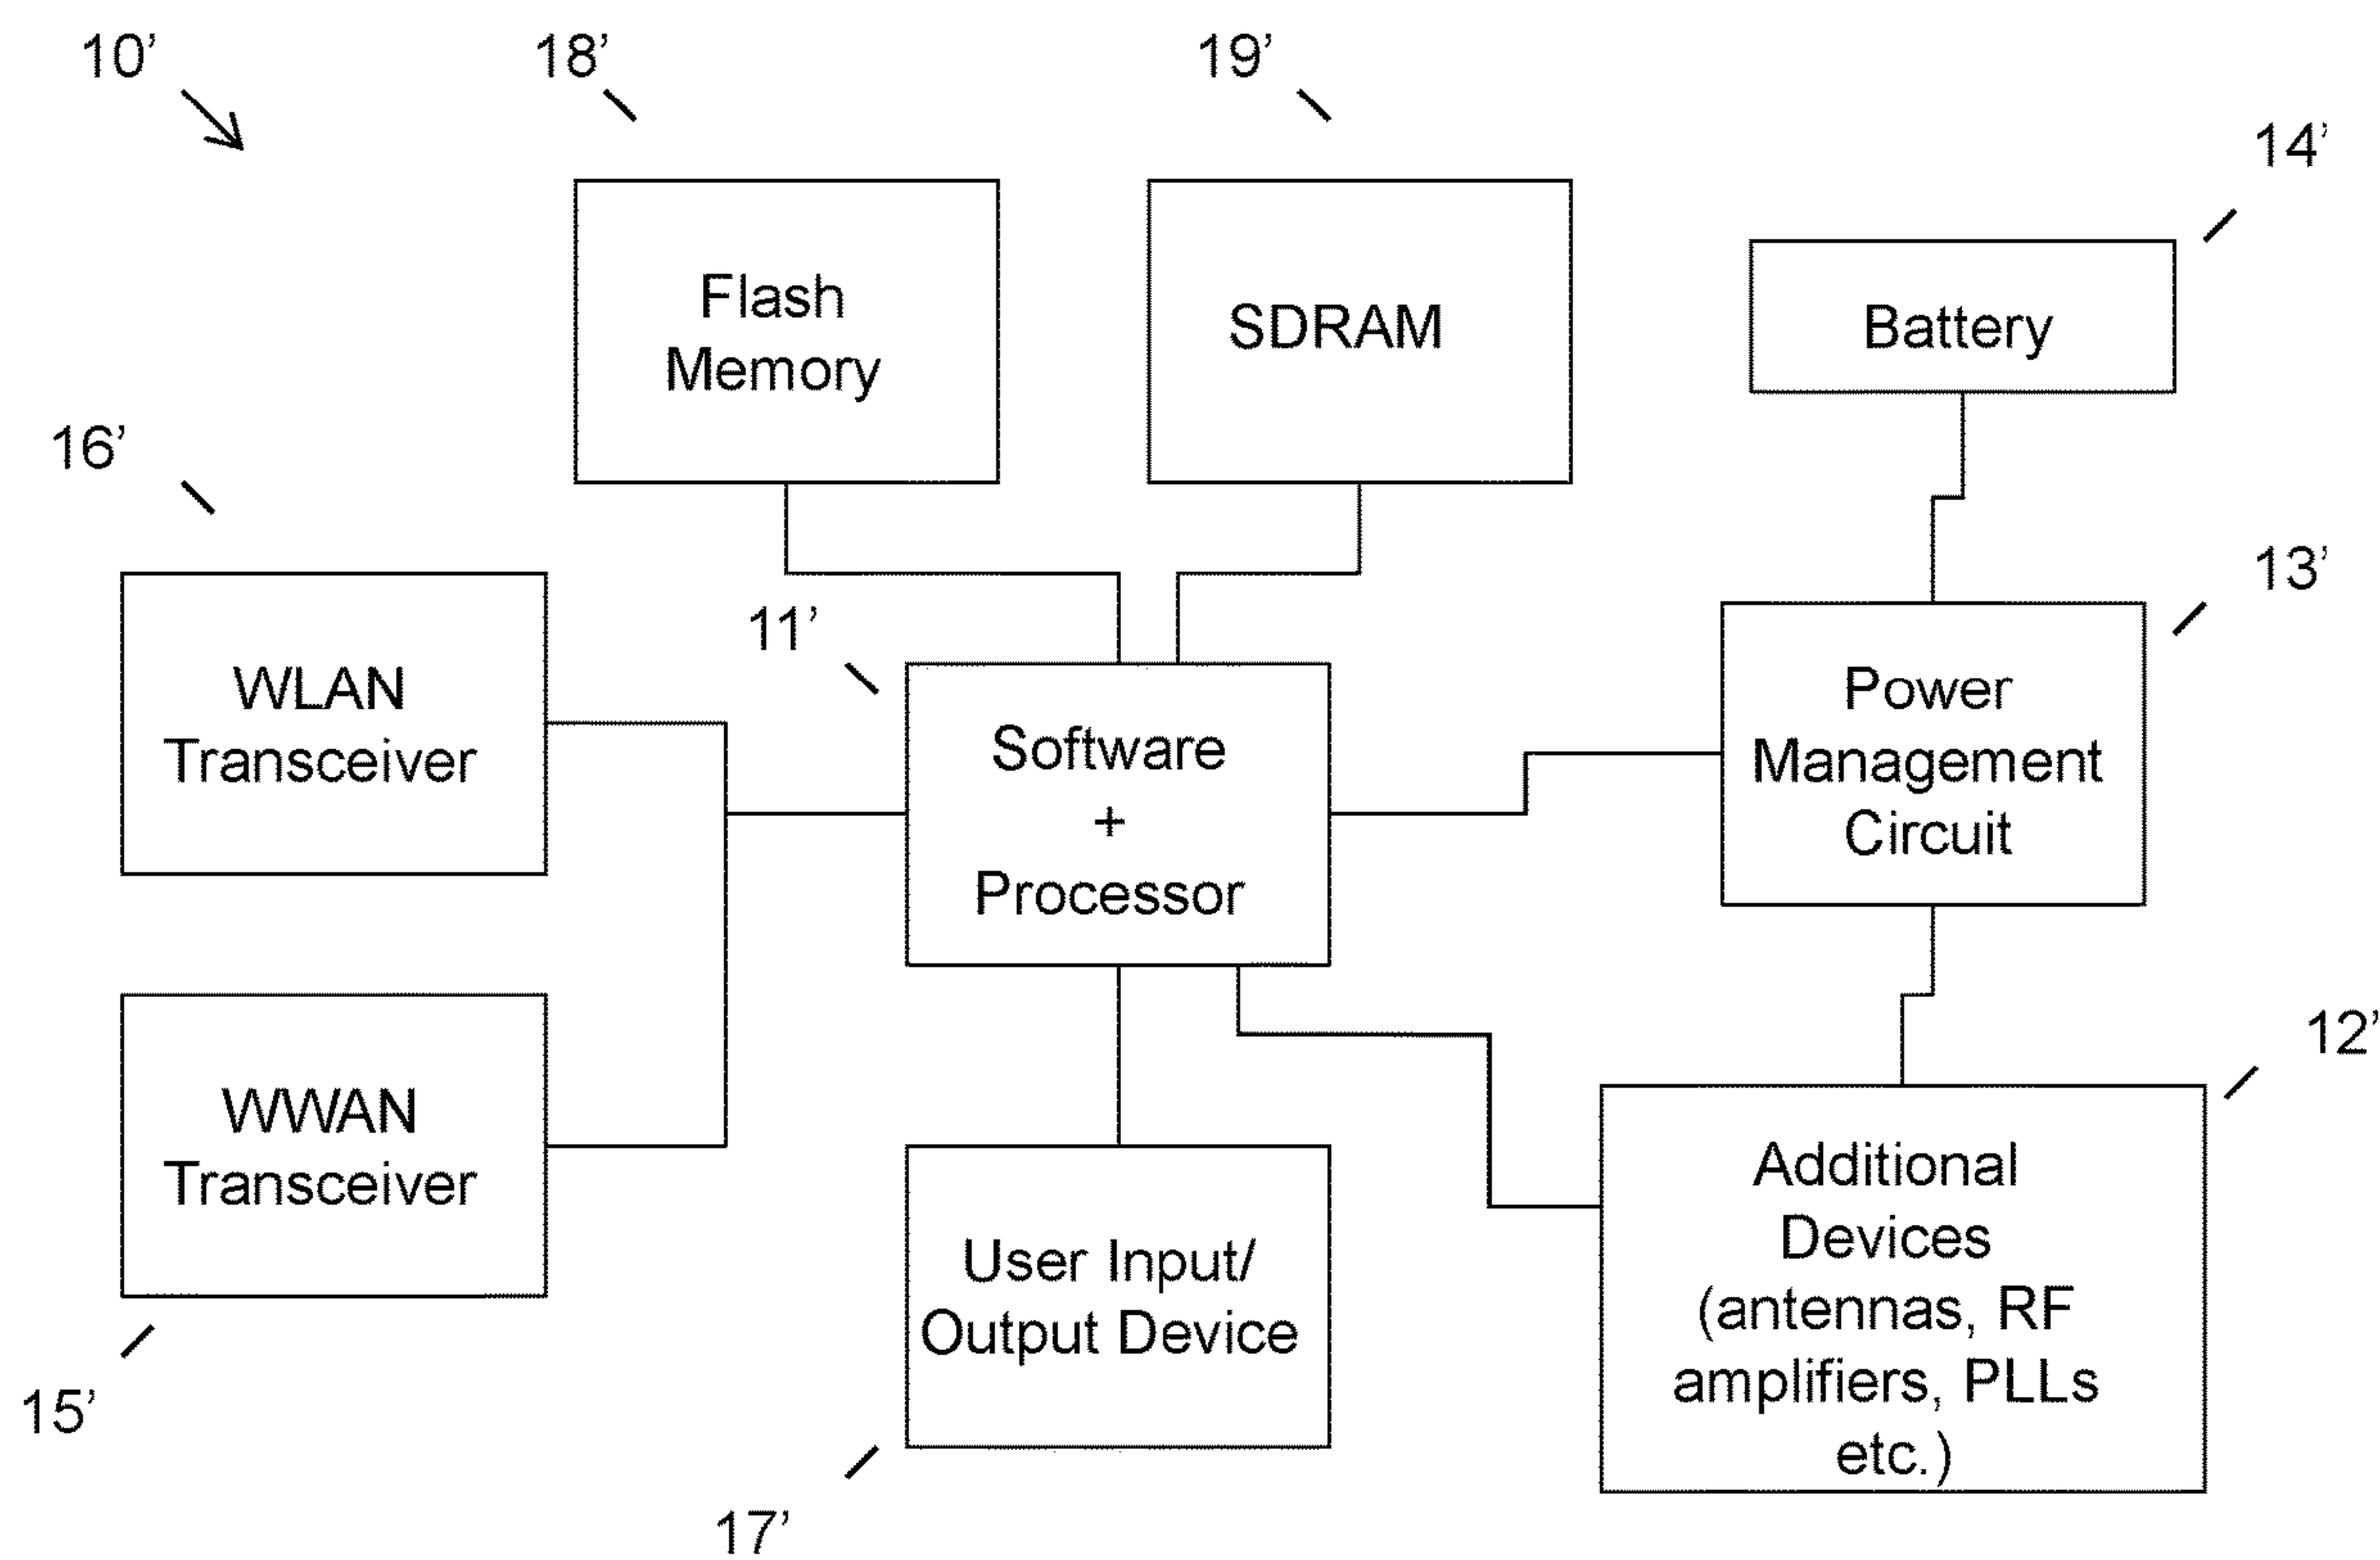 10’
18’
19’
14’
Flash
Memory
SDRAM
Battery
16’
13’
11’
WLAN
Transceiver
Software
+
Processor
Power
Management
Circuit
12’
WWAN
Transceiver
User Input/
Output Device
Additional
Devices
(antennas, RF
amplifiers, PLLs
etc.)
15’
17’